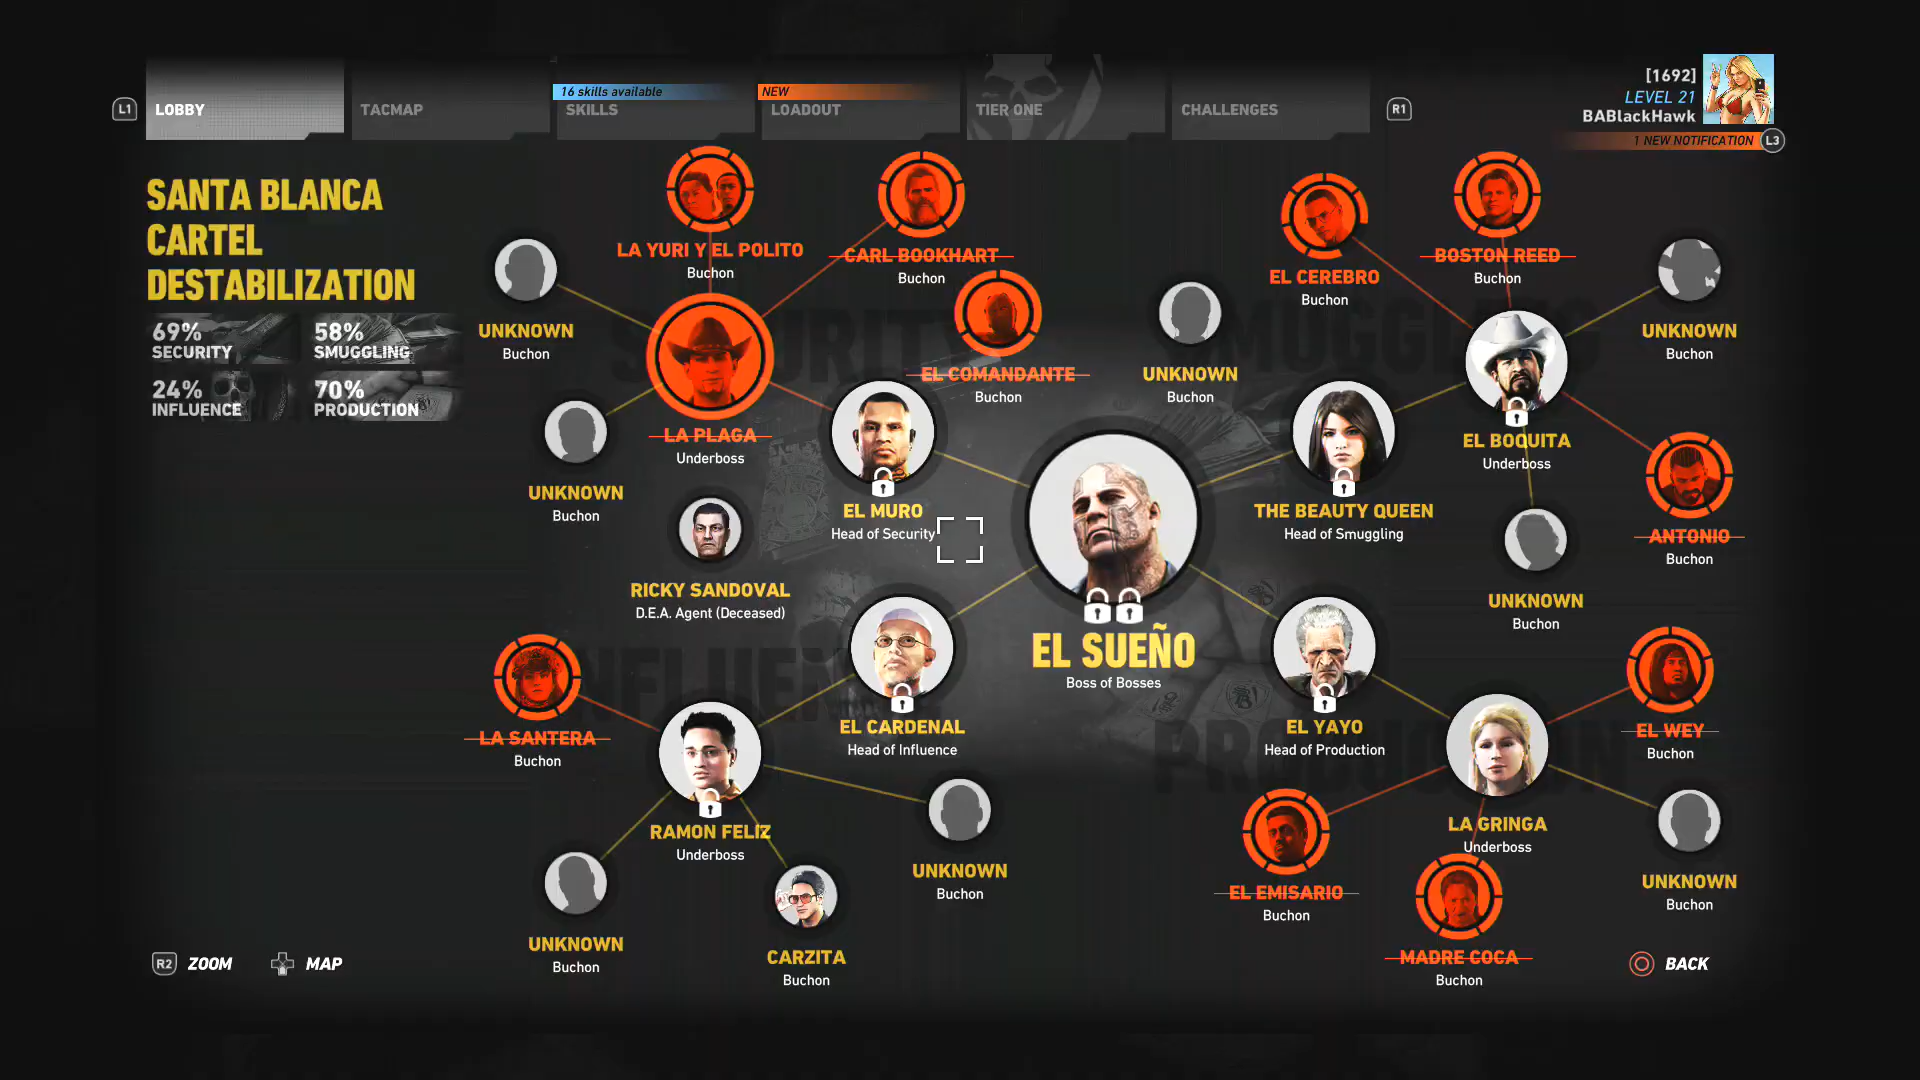 L1
LOBBY
TACMAP
16 skills available
SKILLS
NEW
LOADOUT
TIER ONE
CHALLENGES
R1
[1692]
LEVEL 21
BABlackHawk
1 NEW NOTIFICATION
L3
SANTA BLANCA
CARTEL
DESTABILIZATION
69%
SECURITY
58%
SMUGGLING
24%
INFLUENCE
70%
PRODUCTION
SECURITY
SMUGGLING
INFLUENCE
PRODUCTION
UNKNOWN
Buchon
LA YURI Y EL POLITO
Buchon
CARL BOOKHART
Buchon
EL COMANDANTE
Buchon
UNKNOWN
Buchon
EL CEREBRO
Buchon
BOSTON REED
Buchon
UNKNOWN
Buchon
LA PLAGA
Underboss
EL BOQUITA
Underboss
UNKNOWN
Buchon
EL MURO
Head of Security
THE BEAUTY QUEEN
Head of Smuggling
ANTONIO
Buchon
RICKY SANDOVAL
D.E.A. Agent (Deceased)
EL SUEÑO
Boss of Bosses
UNKNOWN
Buchon
LA SANTERA
Buchon
EL CARDENAL
Head of Influence
EL YAYO
Head of Production
EL WEY
Buchon
RAMON FELIZ
Underboss
LA GRINGA
Underboss
UNKNOWN
Buchon
EL EMISARIO
Buchon
UNKNOWN
Buchon
UNKNOWN
Buchon
CARZITA
Buchon
MADRE COCA
Buchon
R2 ZOOM
MAP
BACK